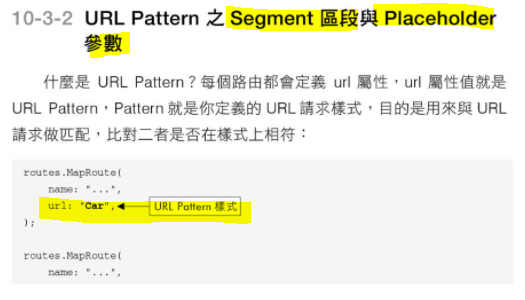 10-3-2 URL Pattern 之 Segment 區段與 Placeholder
參數
什麼是 URL Pattern?每個路由都會定義 url 屬性,url 屬性值就是
URL Pattern,Pattern 就是你定義的 URL 請求樣式,目的是用來與 URL
請求做匹配,比對二者是否在樣式上相符:
routes.MapRoute(
name: "...",
url: "Car", URL Pattern 樣式
);
routes.MapRoute(
name: "...",